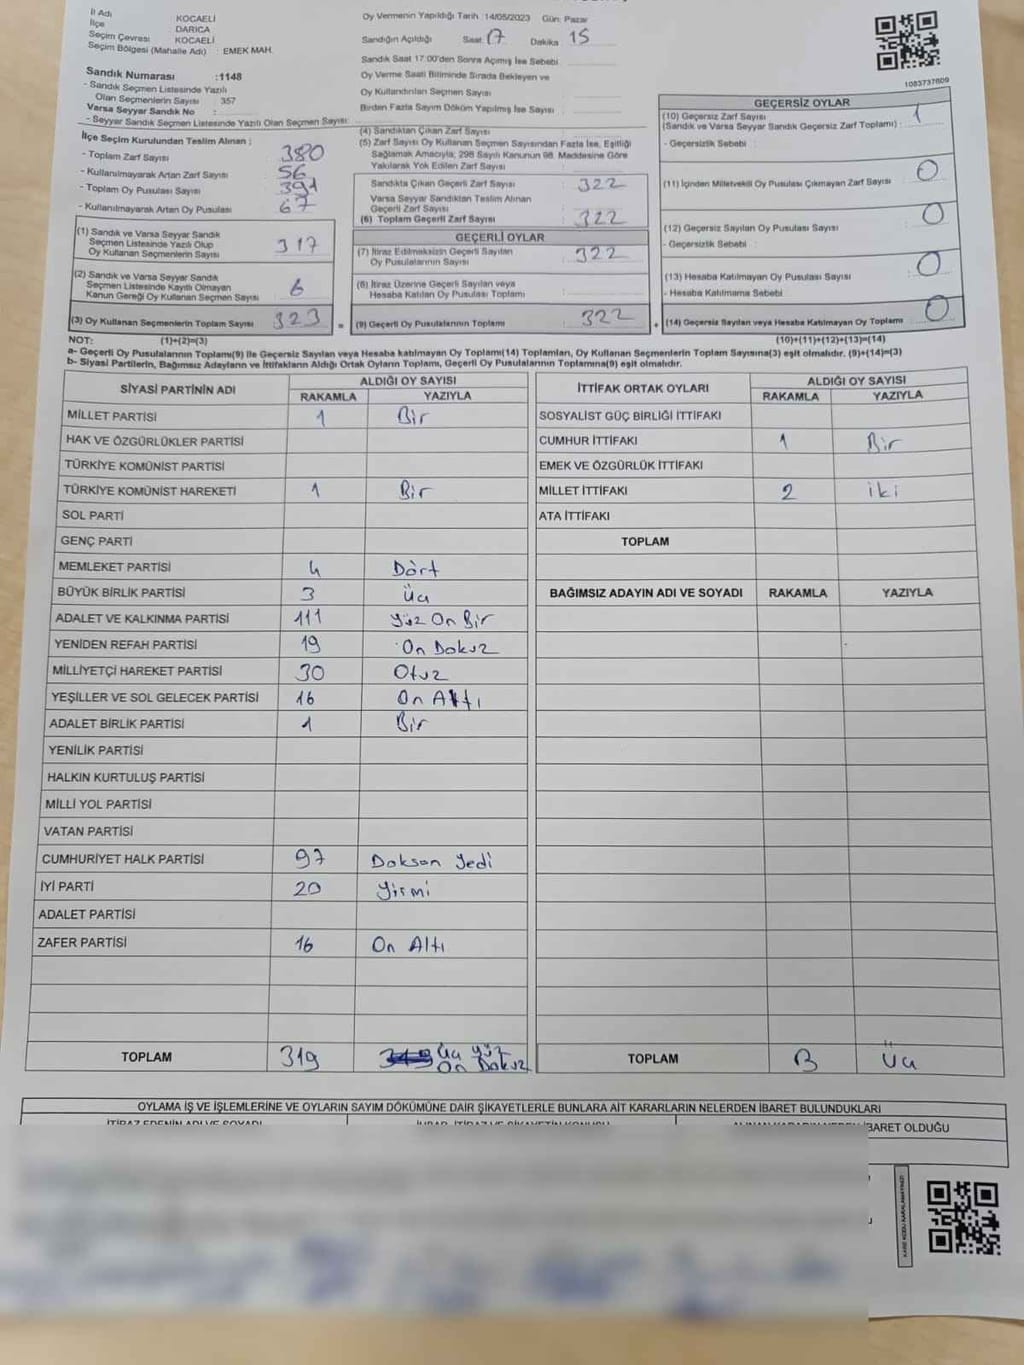 İl Adı : KOCAELİ
İlçe : DARICA
Seçim Çevresi : KOCAELİ
Seçim Bölgesi (Mahalle Adı) : EMEK MAH.
Sandık Numarası :1148
- Sandık Seçmen Listesinde Yazılı
Olan Seçmenlerin Sayısı : 357
Varsa Seyyar Sandık No :
- Seyyar Sandık Seçmen Listesinde Yazılı Olan Seçmen Sayısı:
Oy Vermenin Yapıldığı Tarih :14/05/2023 Gün: Pazar
Sandığın Açıldığı Saat 17 Dakika 15
Sandık Saat 17:00'den Sonra Açımış İse Sebebi
Oy Verme Saati Bitiminde Sırada Bekleyen ve
Oy Kullandırılan Seçmen Sayısı
Birden Fazla Sayım Döküm Yapılmış İse Sayısı
1083737809
İlçe Seçim Kurulundan Teslim Alınan :
- Toplam Zarf Sayısı 380
- Kullanılmayarak Artan Zarf Sayısı 56
- Toplam Oy Pusulası Sayısı 391
- Kullanılmayarak Artan Oy Pusulası 67
(1) Sandık ve Varsa Seyyar Sandık
Seçmen Listesinde Yazılı Olup
Oy Kullanan Seçmenlerin Sayısı 317
(2) Sandık ve Varsa Seyyar Sandık
Seçmen Listesinde Kayıtlı Olmayan
Kanun Gereği Oy Kullanan Seçmen Sayısı 6
(3) Oy Kullanan Seçmenlerin Toplam Sayısı 323
(4) Sandıktan Çıkan Zarf Sayısı
(5) Zarf Sayısı Oy Kullanan Seçmen Sayısından Fazla İse, Eşitliği
Sağlamak Amacıyla; 298 Sayılı Kanunun 98. Maddesine Göre
Yakılarak Yok Edilen Zarf Sayısı
Sandıkta Çıkan Geçerli Zarf Sayısı : 322
Varsa Seyyar Sandıktan Teslim Alınan
Geçerli Zarf Sayısı
(6) Toplam Geçerli Zarf Sayısı : 322
GEÇERLİ OYLAR
(7) İtiraz Edilmeksizin Geçerli Sayılan
Oy Pusulalarının Sayısı : 322
(8) İtiraz Üzerine Geçerli Sayılan veya
Hesaba Katılan Oy Pusulası Toplamı
= (9) Geçerli Oy Pusulalarının Toplamı : 322
GEÇERSİZ OYLAR
(10) Geçersiz Zarf Sayısı
(Sandık ve Varsa Seyyar Sandık Geçersiz Zarf Toplamı) : 1
- Geçersizlik Sebebi :
(11) İçinden Milletvekili Oy Pusulası Çıkmayan Zarf Sayısı 0
(12) Geçersiz Sayılan Oy Pusulası Sayısı 0
- Geçersizlik Sebebi :
(13) Hesaba Katılmayan Oy Pusulası Sayısı 0
- Hesaba Katılmama Sebebi
+ (14) Geçersiz Sayılan veya Hesaba Katılmayan Oy Toplamı 0
NOT: (1)+(2)=(3) (10)+(11)+(12)+(13)=(14)
a- Geçerli Oy Pusulalarının Toplamı(9) ile Geçersiz Sayılan veya Hesaba katılmayan Oy Toplamı(14) Toplamları, Oy Kullanan Seçmenlerin Toplam Sayısına(3) eşit olmalıdır. (9)+(14)=(3)
b- Siyasi Partilerin, Bağımsız Adayların ve İttifakların Aldığı Ortak Oyların Toplamı, Geçerli Oy Pusulalarının Toplamına(9) eşit olmalıdır.
SİYASİ PARTİNİN ADI ALDIĞI OY SAYISI
RAKAMLA YAZIYLA
MİLLET PARTİSİ 1 Bir
HAK VE ÖZGÜRLÜKLER PARTİSİ
TÜRKİYE KOMÜNİST PARTİSİ
TÜRKİYE KOMÜNİST HAREKETİ 1 Bir
SOL PARTİ
GENÇ PARTİ
MEMLEKET PARTİSİ 4 Dört
BÜYÜK BİRLİK PARTİSİ 3 Üç
ADALET VE KALKINMA PARTİSİ 111 Yüz On Bir
YENİDEN REFAH PARTİSİ 19 On Dokuz
MİLLİYETÇİ HAREKET PARTİSİ 30 Otuz
YEŞİLLER VE SOL GELECEK PARTİSİ 16 On Altı
ADALET BİRLİK PARTİSİ 1 Bir
YENİLİK PARTİSİ
HALKIN KURTULUŞ PARTİSİ
MİLLİ YOL PARTİSİ
VATAN PARTİSİ
CUMHURİYET HALK PARTİSİ 97 Doksan Yedi
İYİ PARTİ 20 Yirmi
ADALET PARTİSİ
ZAFER PARTİSİ 16 On Altı
TOPLAM 319 Üç Yüz On Dokuz
İTTİFAK ORTAK OYLARI ALDIĞI OY SAYISI
RAKAMLA YAZIYLA
SOSYALİST GÜÇ BİRLİĞİ İTTİFAKI
CUMHUR İTTİFAKI 1 Bir
EMEK VE ÖZGÜRLÜK İTTİFAKI
MİLLET İTTİFAKI 2 İki
ATA İTTİFAKI
TOPLAM
BAĞIMSIZ ADAYIN ADI VE SOYADI RAKAMLA YAZIYLA
TOPLAM 3 Üç
OYLAMA İŞ VE İŞLEMLERİNE VE OYLARIN SAYIM DÖKÜMÜNE DAİR ŞİKAYETLERLE BUNLARA AİT KARARLARIN NELERDEN İBARET BULUNDUKLARI
İTİRAZ EDENİN ADI VE SOYADI
İBARET OLDUĞU
KARE KODU KARALAMAYINIZ!